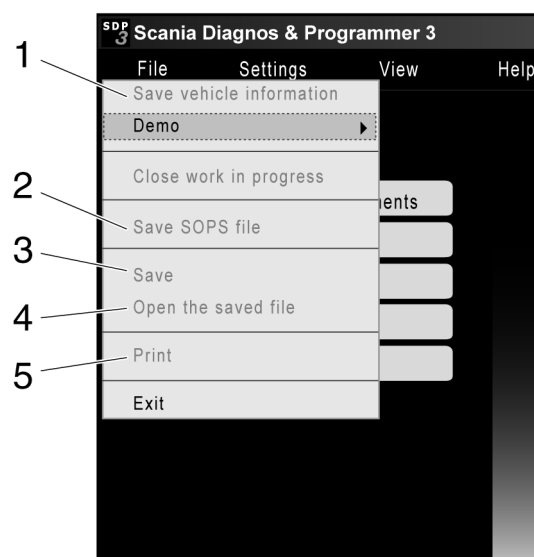 SDP 3 Scania Diagnos & Programmer 3
File Settings View Help
1
Save vehicle information
Demo
Close work in progress
2
ents
Save SOPS file
3
Save
4
Open the saved file
5
Print
Exit